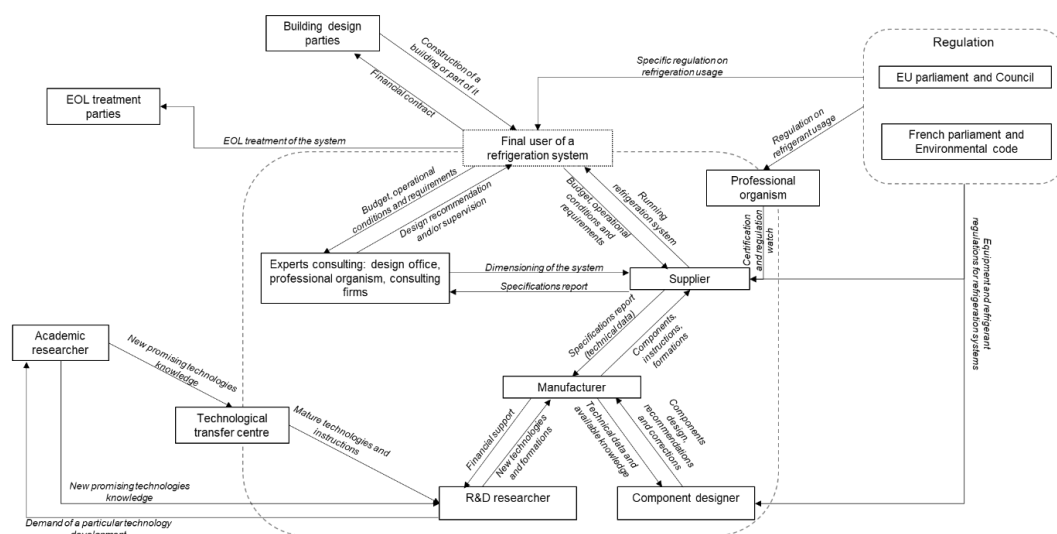 Building design
parties
Construction of a
building or part of it
Financial contract
Specific regulation on
refrigeration usage
Regulation
EU parliament and Council
French parliament and
Environmental code
EOL treatment
parties
EOL treatment of the system
Final user of a
refrigeration system
Regulation on
refrigerant usage
Professional
organism
Budget, operational
conditions and requirements
Design recommendation
and/or supervision
Budget, operational
conditions and
requirements
Running
refrigeration system
Certification
and regulation
watch
Equipment and refrigerant
regulations for refrigeration systems
Experts consulting: design office,
professional organism, consulting
firms
Dimensioning of the system
Specifications report
Supplier
Specifications report
(technical data)
Components,
instructions,
formations
Academic
researcher
New promising technologies
knowledge
Manufacturer
Technological
transfer centre
Mature technologies and
instructions
Financial support
New technologies
and formations
Technical data and
available knowledge
Components
design,
recommendations
and corrections
New promising technologies
knowledge
R&D researcher
Component designer
Demand of a particular technology